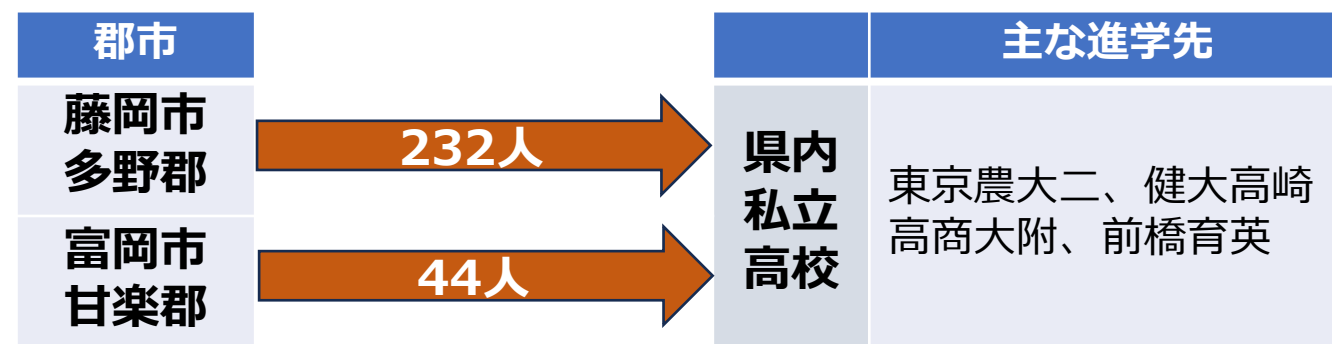 郡市
主な進学先
藤岡市
多野郡
232人
富岡市
甘楽郡
44人
県内
私立
高校
東京農大二、健大高崎
高商大附、前橋育英